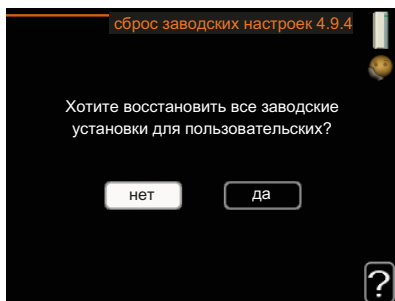 сброс заводских настроек 4.9.4
Хотите восстановить все заводские
установки для пользовательских?
нет
да
?